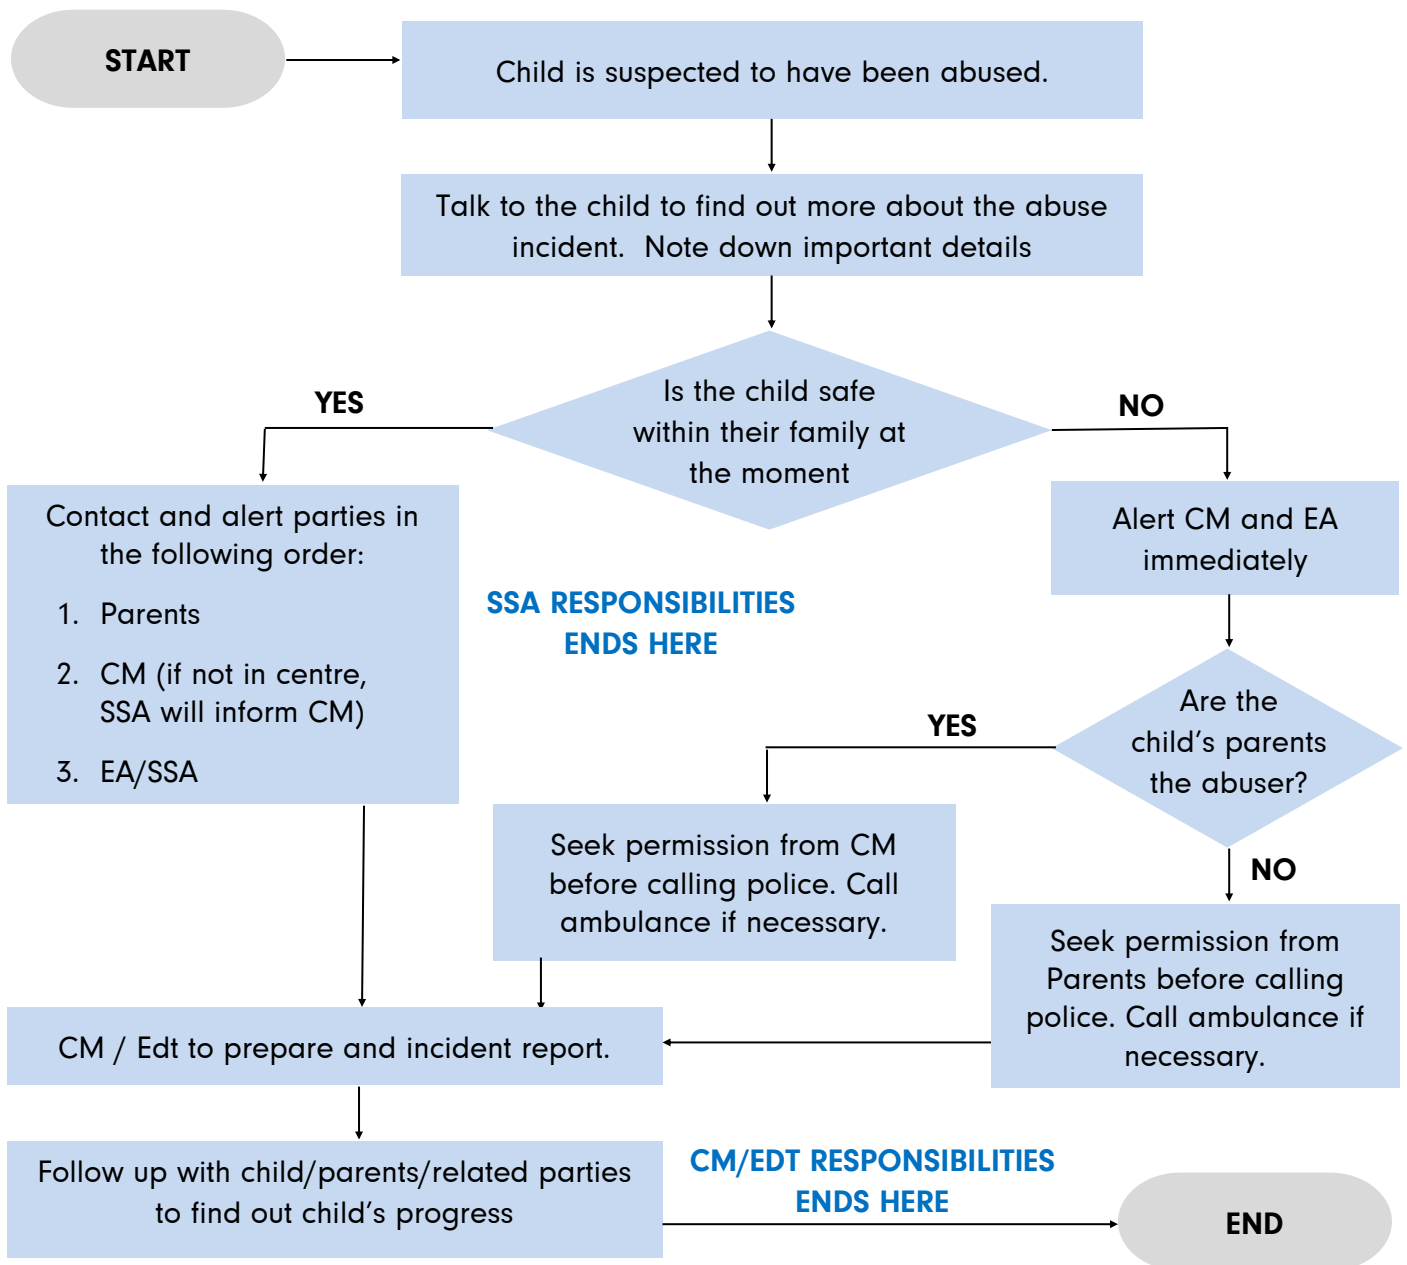 START
Child is suspected to have been abused.
Talk to the child to find out more about the abuse
incident.  Note down important details
Is the child safe
within their family at
the moment
YES
NO
Contact and alert parties in
the following order:
1. Parents
2. CM (if not in centre,
SSA will inform CM)
3. EA/SSA
SSA RESPONSIBILITIES
ENDS HERE
Alert CM and EA
immediately
Are the
child’s parents
the abuser?
YES
NO
Seek permission from CM
before calling police. Call
ambulance if necessary.
Seek permission from
Parents before calling
police. Call ambulance if
necessary.
CM / Edt to prepare and incident report.
Follow up with child/parents/related parties
to find out child’s progress
CM/EDT RESPONSIBILITIES
ENDS HERE
END